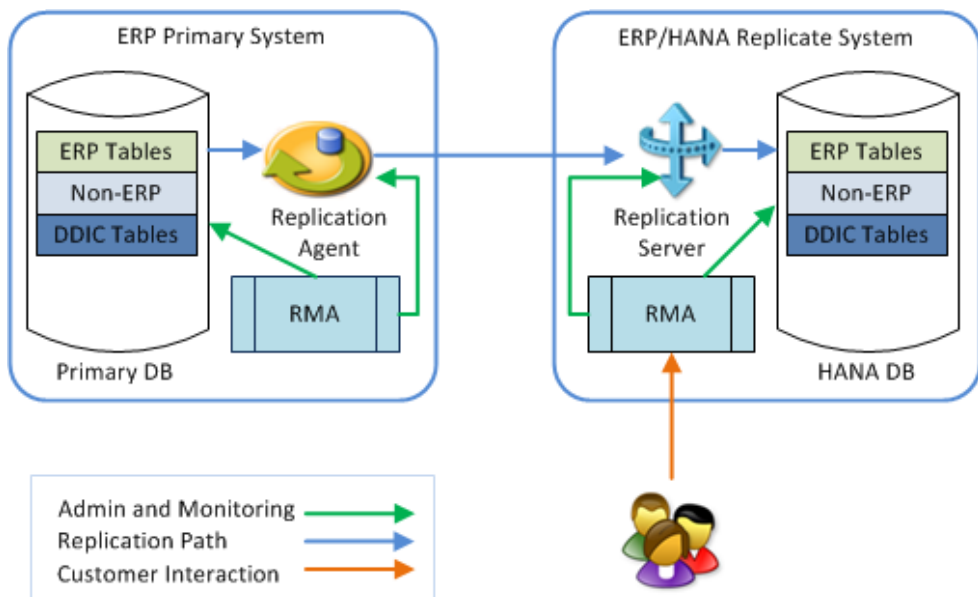 ERP Primary System
ERP Tables
Non-ERP
DDIC Tables
Replication
Agent
RMA
Primary DB
ERP/HANA Replicate System
Replication
Server
ERP Tables
Non-ERP
DDIC Tables
RMA
HANA DB
Admin and Monitoring
Replication Path
Customer Interaction